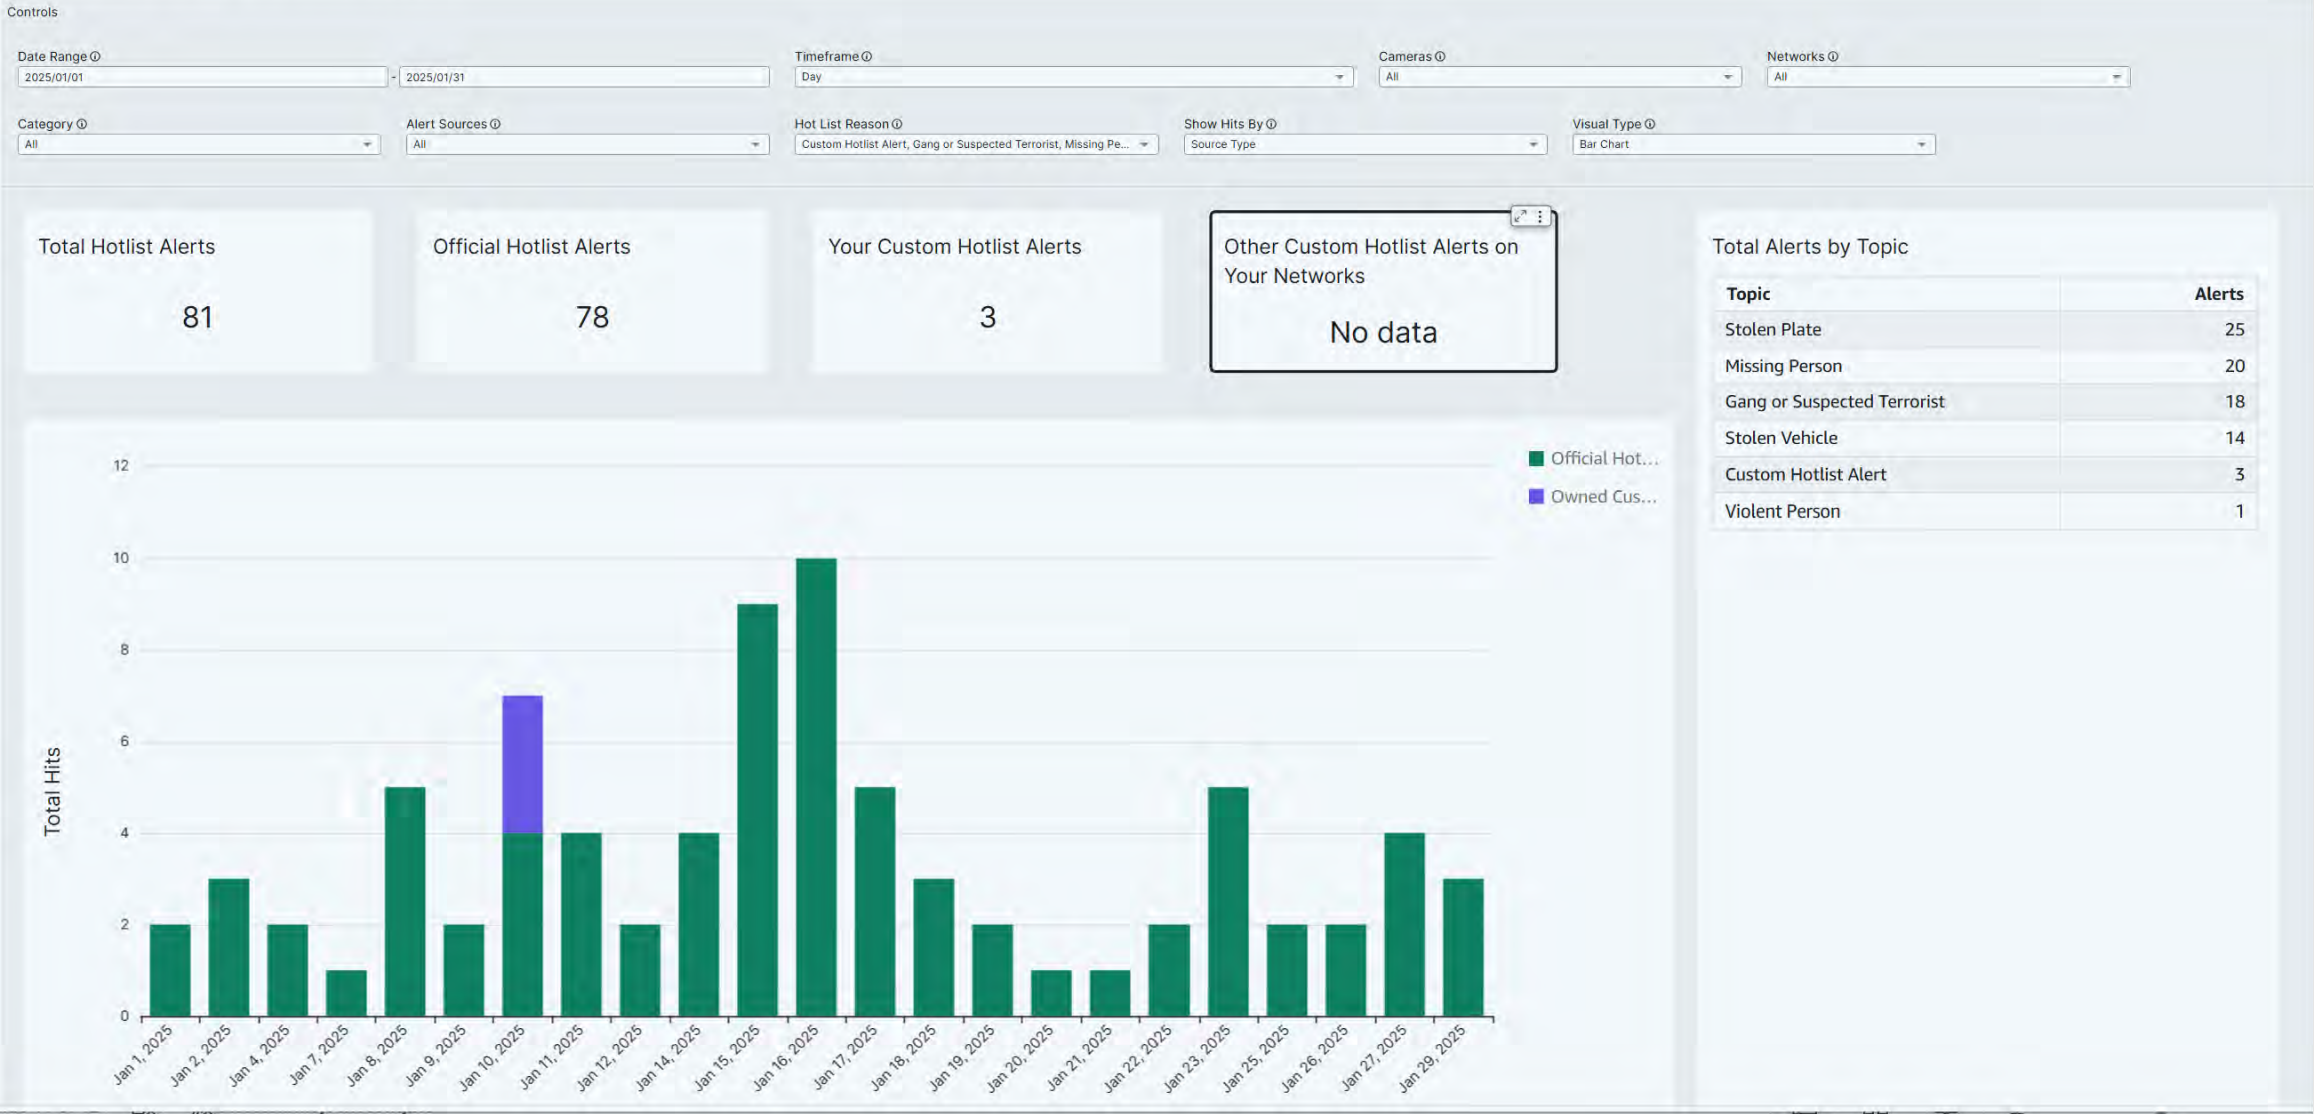 Controls
Date Range
2025/01/01 - 2025/01/31
Timeframe
Day
Cameras
All
Networks
All
Category
All
Alert Sources
All
Hot List Reason
Custom Hotlist Alert, Gang or Suspected Terrorist, Missing Pe...
Show Hits By
Source Type
Visual Type
Bar Chart
Total Hotlist Alerts
81
Official Hotlist Alerts
78
Your Custom Hotlist Alerts
3
Other Custom Hotlist Alerts on
Your Networks
No data
Total Alerts by Topic
Topic Alerts
Stolen Plate 25
Missing Person 20
Gang or Suspected Terrorist 18
Stolen Vehicle 14
Custom Hotlist Alert 3
Violent Person 1
Official Hot...
Owned Cus...
Total Hits
12
10
8
6
4
2
0
Jan 1, 2025
Jan 2, 2025
Jan 4, 2025
Jan 7, 2025
Jan 8, 2025
Jan 9, 2025
Jan 10, 2025
Jan 11, 2025
Jan 12, 2025
Jan 14, 2025
Jan 15, 2025
Jan 16, 2025
Jan 17, 2025
Jan 18, 2025
Jan 19, 2025
Jan 20, 2025
Jan 21, 2025
Jan 22, 2025
Jan 23, 2025
Jan 25, 2025
Jan 26, 2025
Jan 27, 2025
Jan 29, 2025